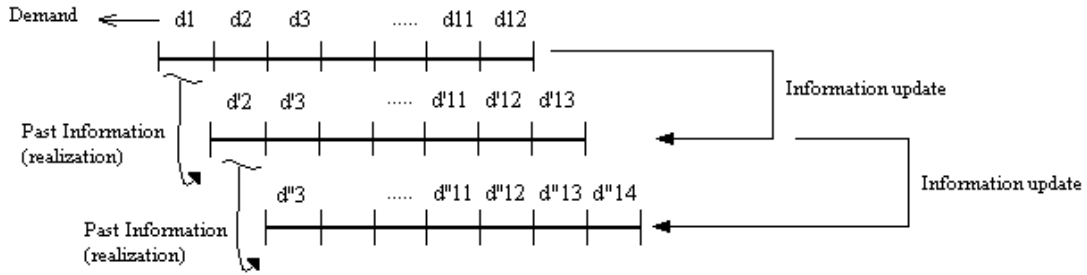 Demand d1 d2 d3 ..... d11 d12
Information update
d'2 d'3 ..... d'11 d'12 d'13
Past Information
(realization)
Information update
d"3 ..... d"11 d"12 d"13 d"14
Past Information
(realization)